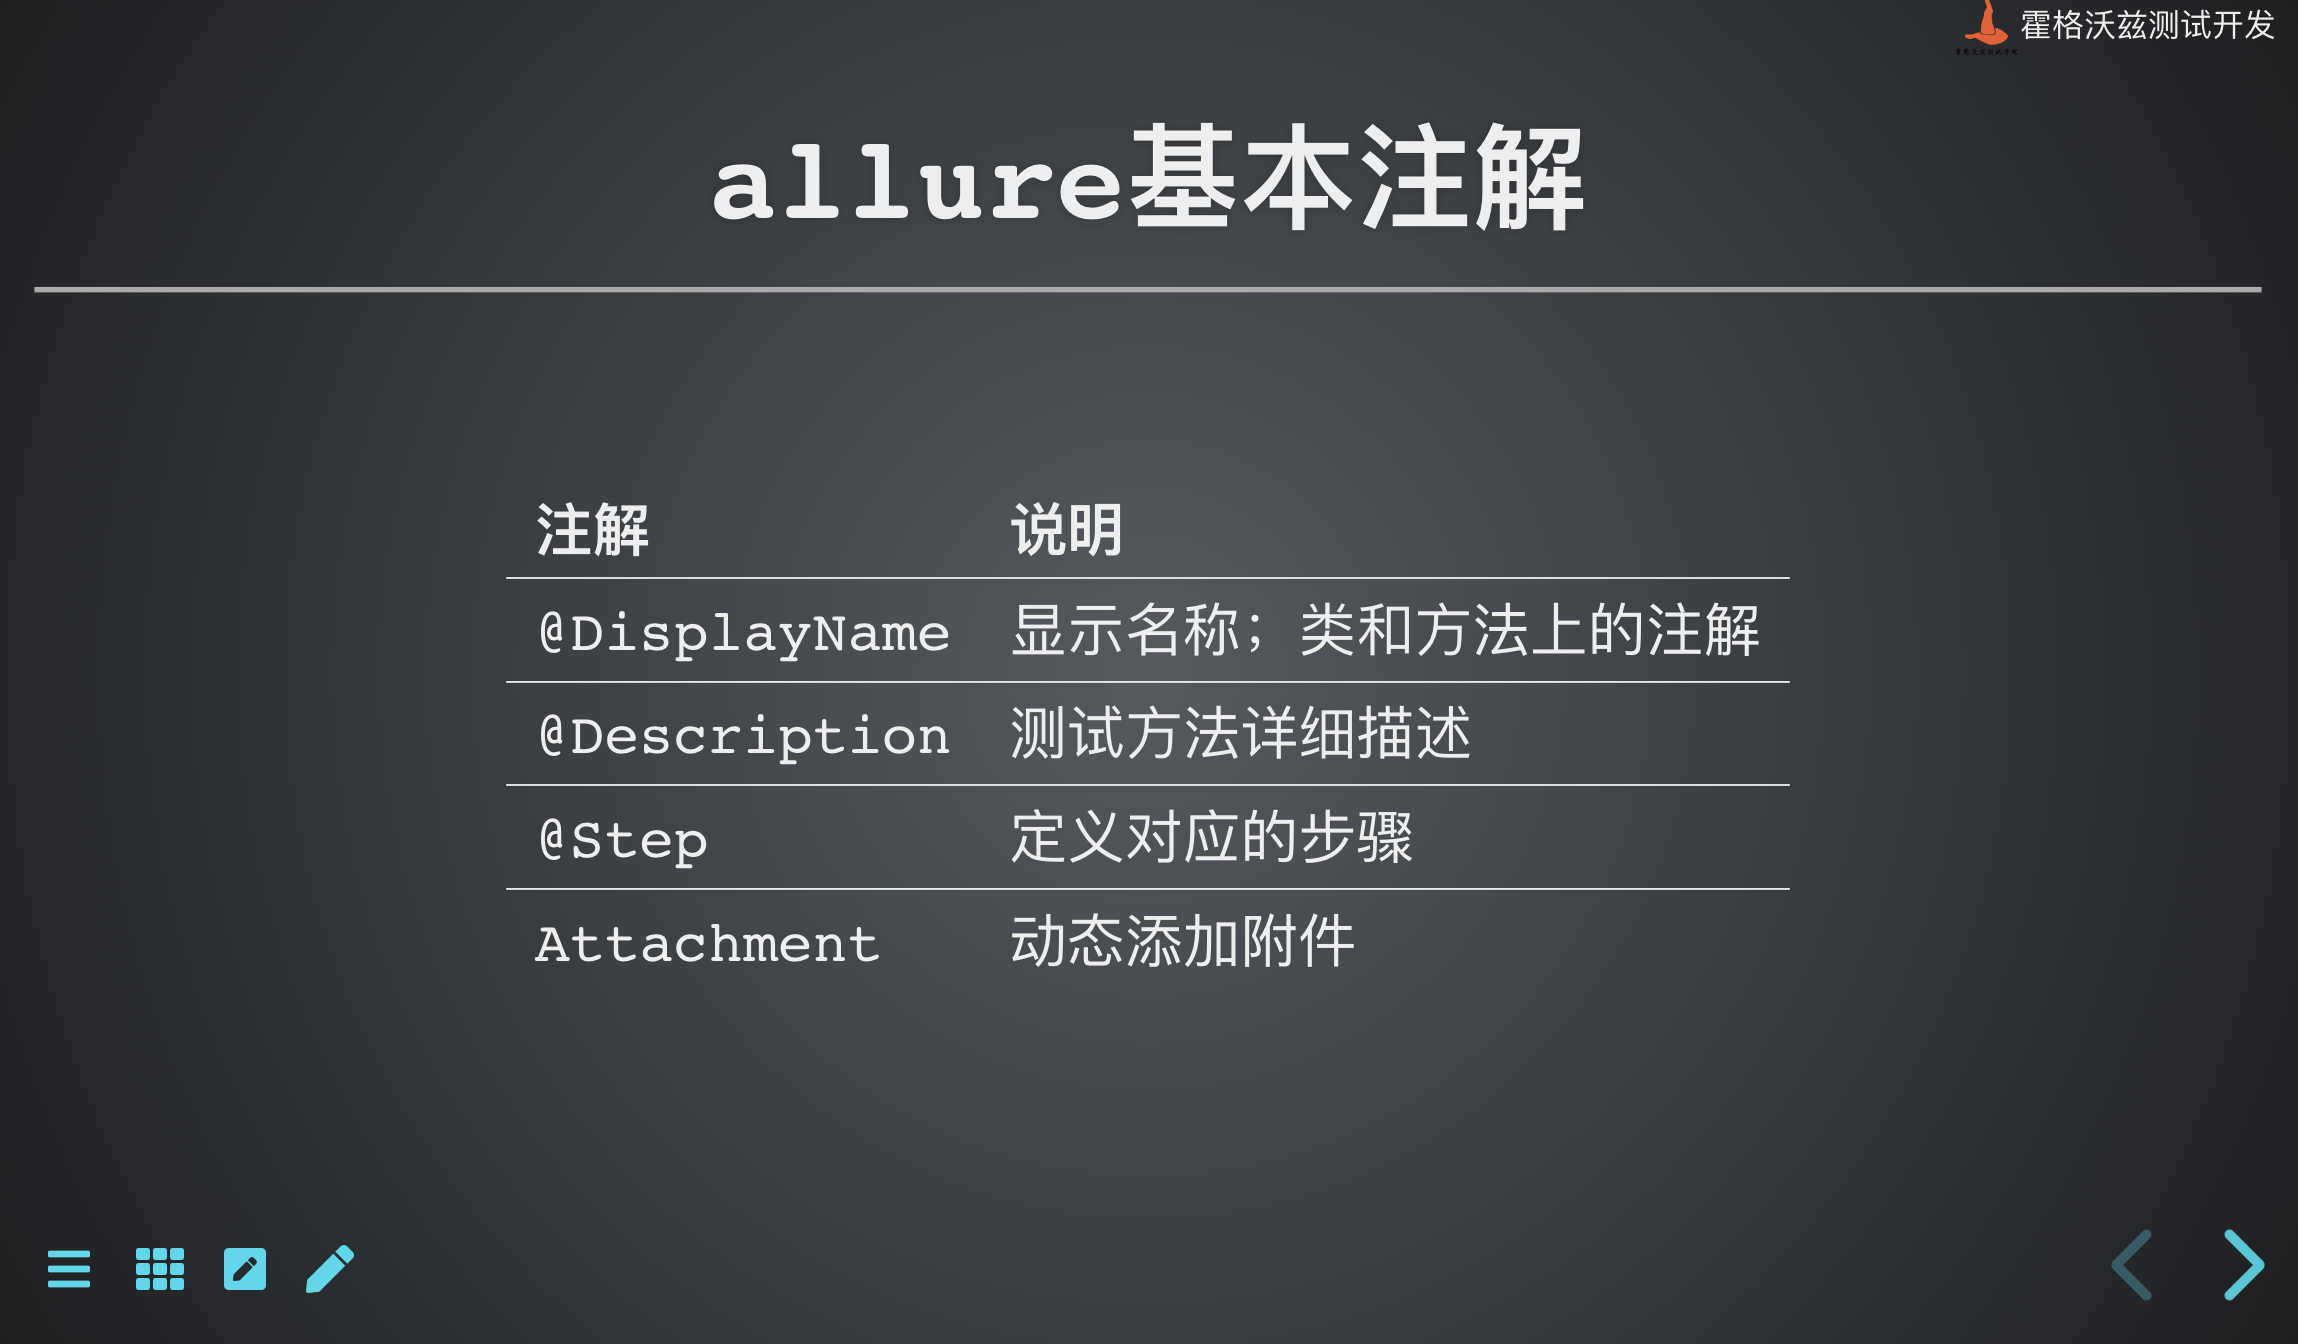 霍格沃兹测试开发
allure基本注解
注解 说明
@DisplayName 显示名称；类和方法上的注解
@Description 测试方法详细描述
@Step 定义对应的步骤
Attachment 动态添加附件